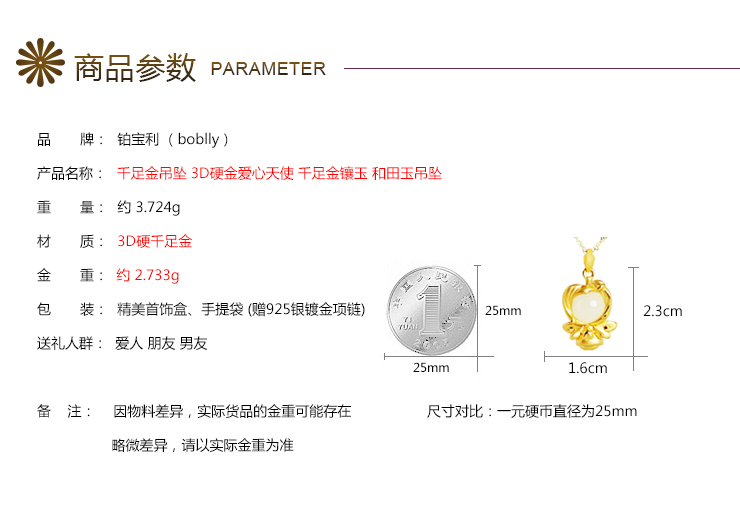 商品参数 PARAMETER
品 牌： 铂宝利（boblly）
产品名称： 千足金吊坠 3D硬金爱心天使 千足金镶玉 和田玉吊坠
重 量： 约 3.724g
材 质： 3D硬千足金
金 重： 约 2.733g
包 装： 精美首饰盒、手提袋 (赠925银镀金项链)
送礼人群： 爱人 朋友 男友
1
YI
YUAN
25mm
25mm
2.3cm
1.6cm
备 注： 因物料差异，实际货品的金重可能存在
略微差异，请以实际金重为准
尺寸对比：一元硬币直径为25mm